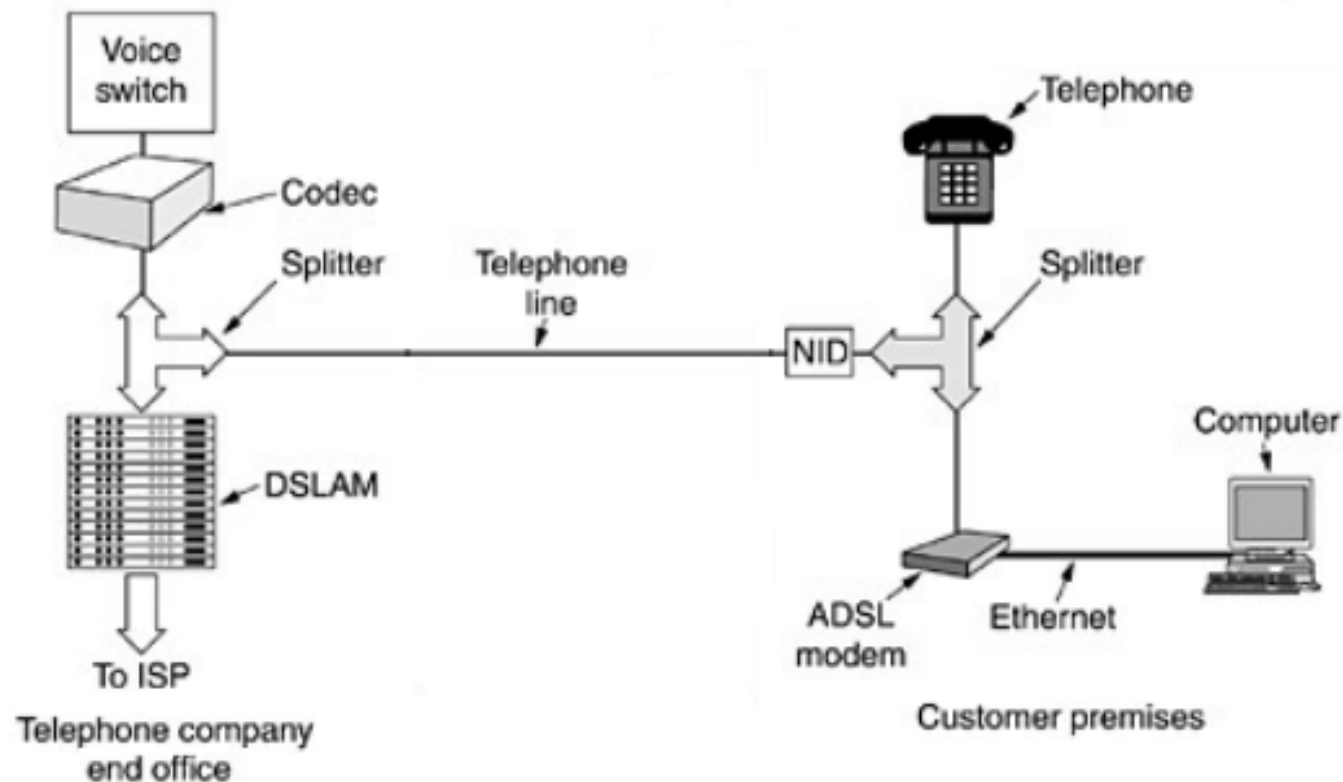 Voice
switch
Codec
Splitter
Telephone
line
DSLAM
To ISP
Telephone company
end office
Telephone
Splitter
NID
Computer
ADSL
modem
Ethernet
Customer premises